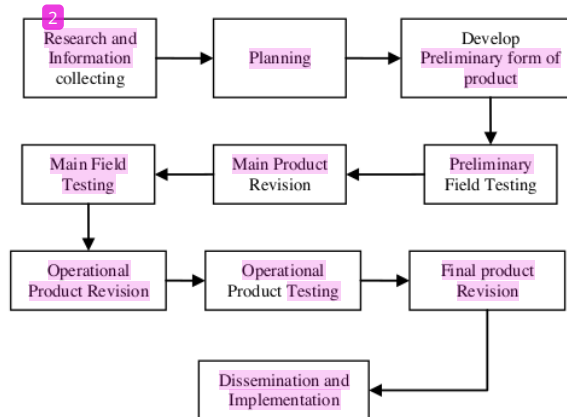 2
Research and
Information
collecting
Planning
Develop
Preliminary form of
product
Preliminary
Field Testing
Main Product
Revision
Main Field
Testing
Operational
Product Revision
Operational
Product Testing
Final product
Revision
Dissemination and
Implementation